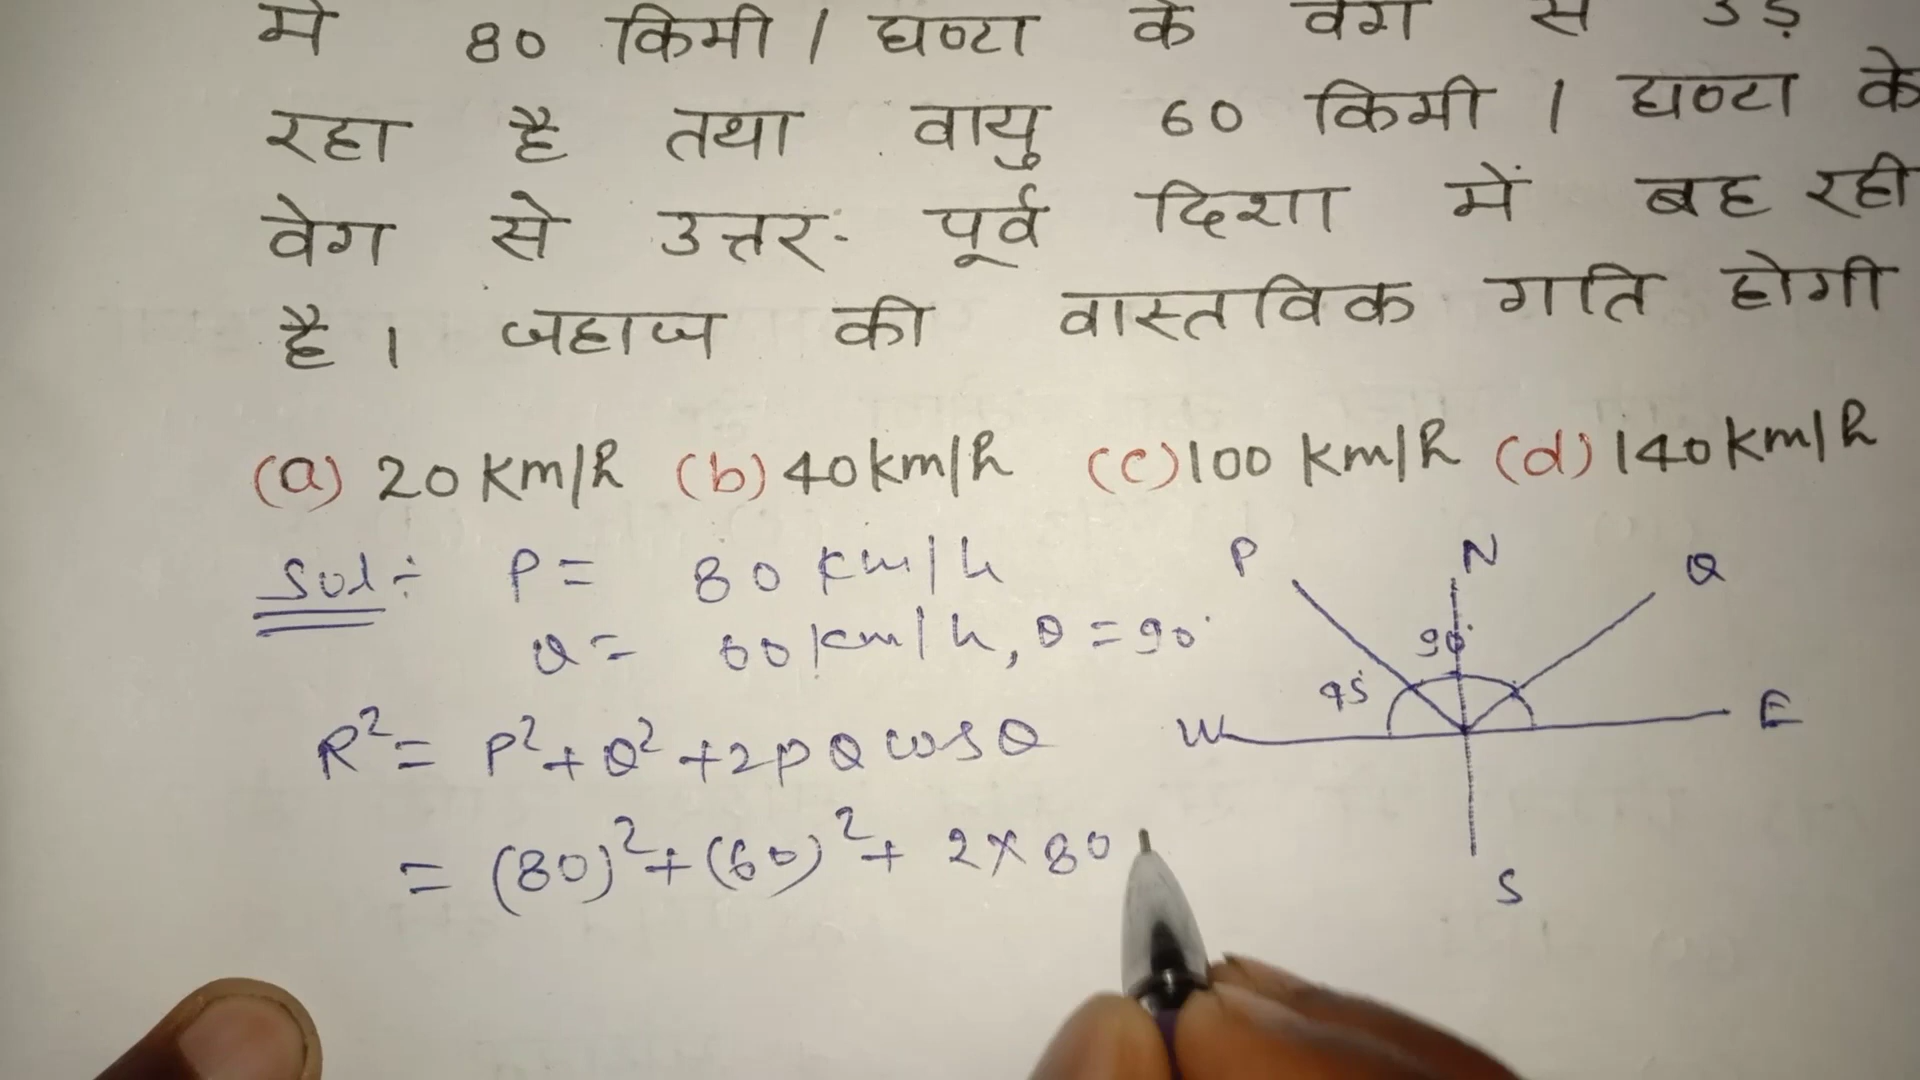 मे 80 किमी / घण्टा के वेग से उड़
रहा है तथा वायु 60 किमी / घण्टा के
वेग से उत्तर- पूर्व दिशा में बह रही
है । जहाज की वास्तविक गति होगी
(a) 20 Km/h (b) 40 km/h (c) 100 Km/h (d) 140 km/h
Sol ÷ P = 80 Km/h
Q = 60 km/h, θ = 90°
R² = P² + Q² + 2PQ cosθ
= (80)² + (60)² + 2 × 80
P N Q
90°
45°
W E
S